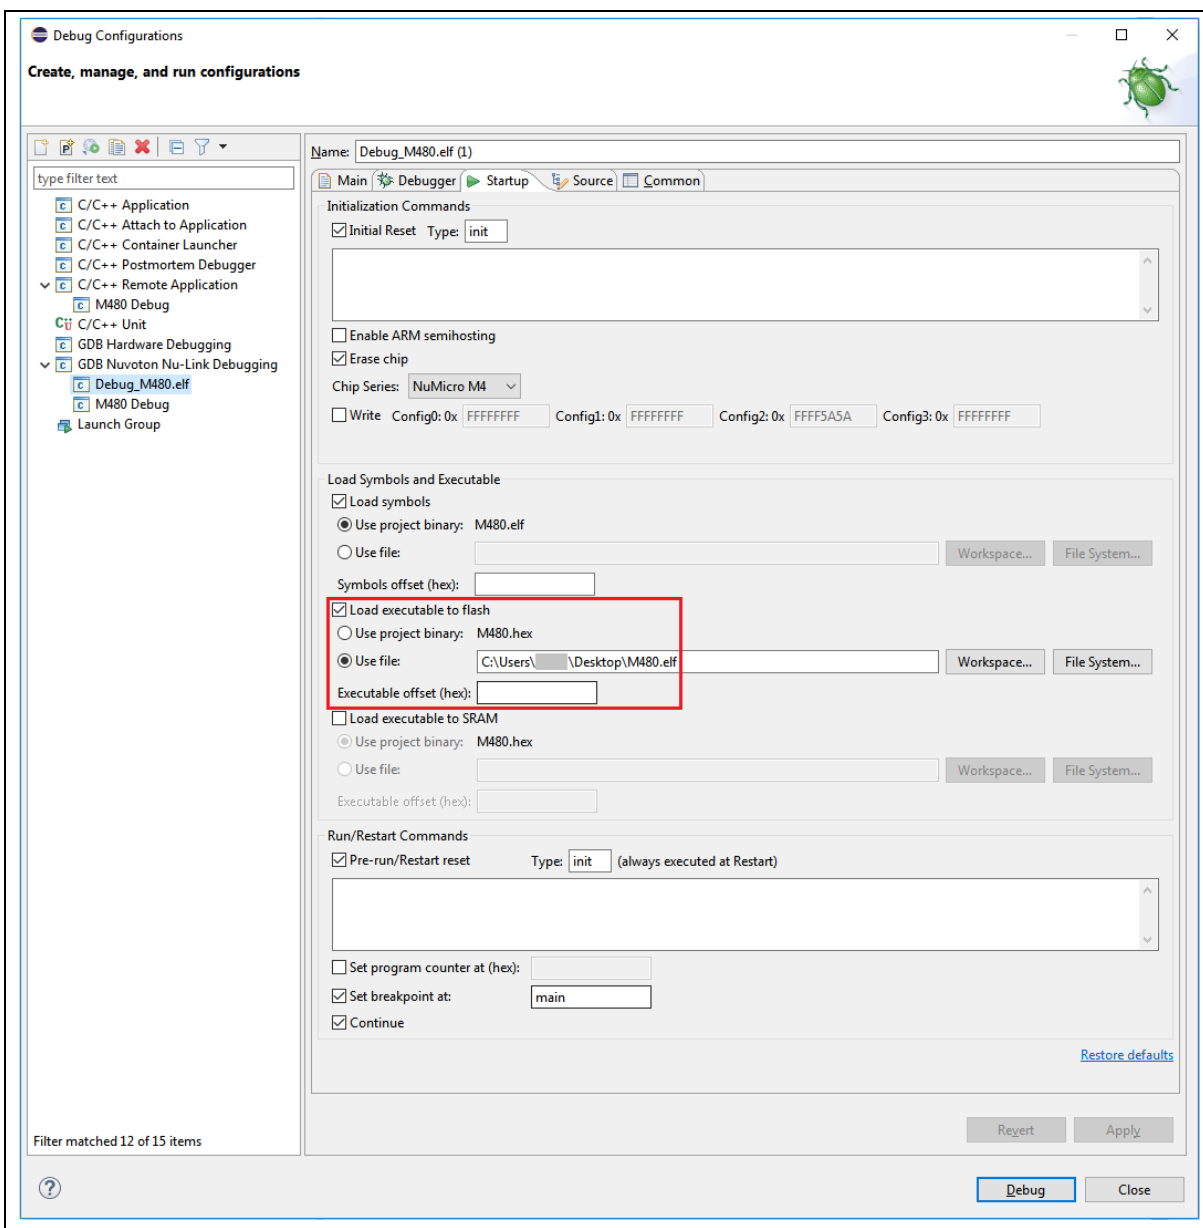 Debug Configurations
Create, manage, and run configurations
type filter text
C/C++ Application
C/C++ Attach to Application
C/C++ Container Launcher
C/C++ Postmortem Debugger
C/C++ Remote Application
M480 Debug
C/C++ Unit
GDB Hardware Debugging
GDB Nuvoton Nu-Link Debugging
Debug_M480.elf
M480 Debug
Launch Group
Filter matched 12 of 15 items
Name: Debug_M480.elf (1)
Main Debugger Startup Source Common
Initialization Commands
Initial Reset Type: init
Enable ARM semihosting
Erase chip
Chip Series: NuMicro M4
Write Config0: 0x FFFFFFFF Config1: 0x FFFFFFFF Config2: 0x FFFF5A5A Config3: 0x FFFFFFFF
Load Symbols and Executable
Load symbols
Use project binary: M480.elf
Use file: Workspace... File System...
Symbols offset (hex):
Load executable to flash
Use project binary: M480.hex
Use file: C:\Users\ \Desktop\M480.elf Workspace... File System...
Executable offset (hex):
Load executable to SRAM
Use project binary: M480.hex
Use file: Workspace... File System...
Executable offset (hex):
Run/Restart Commands
Pre-run/Restart reset Type: init (always executed at Restart)
Set program counter at (hex):
Set breakpoint at: main
Continue
Restore defaults
Revert Apply
Debug Close